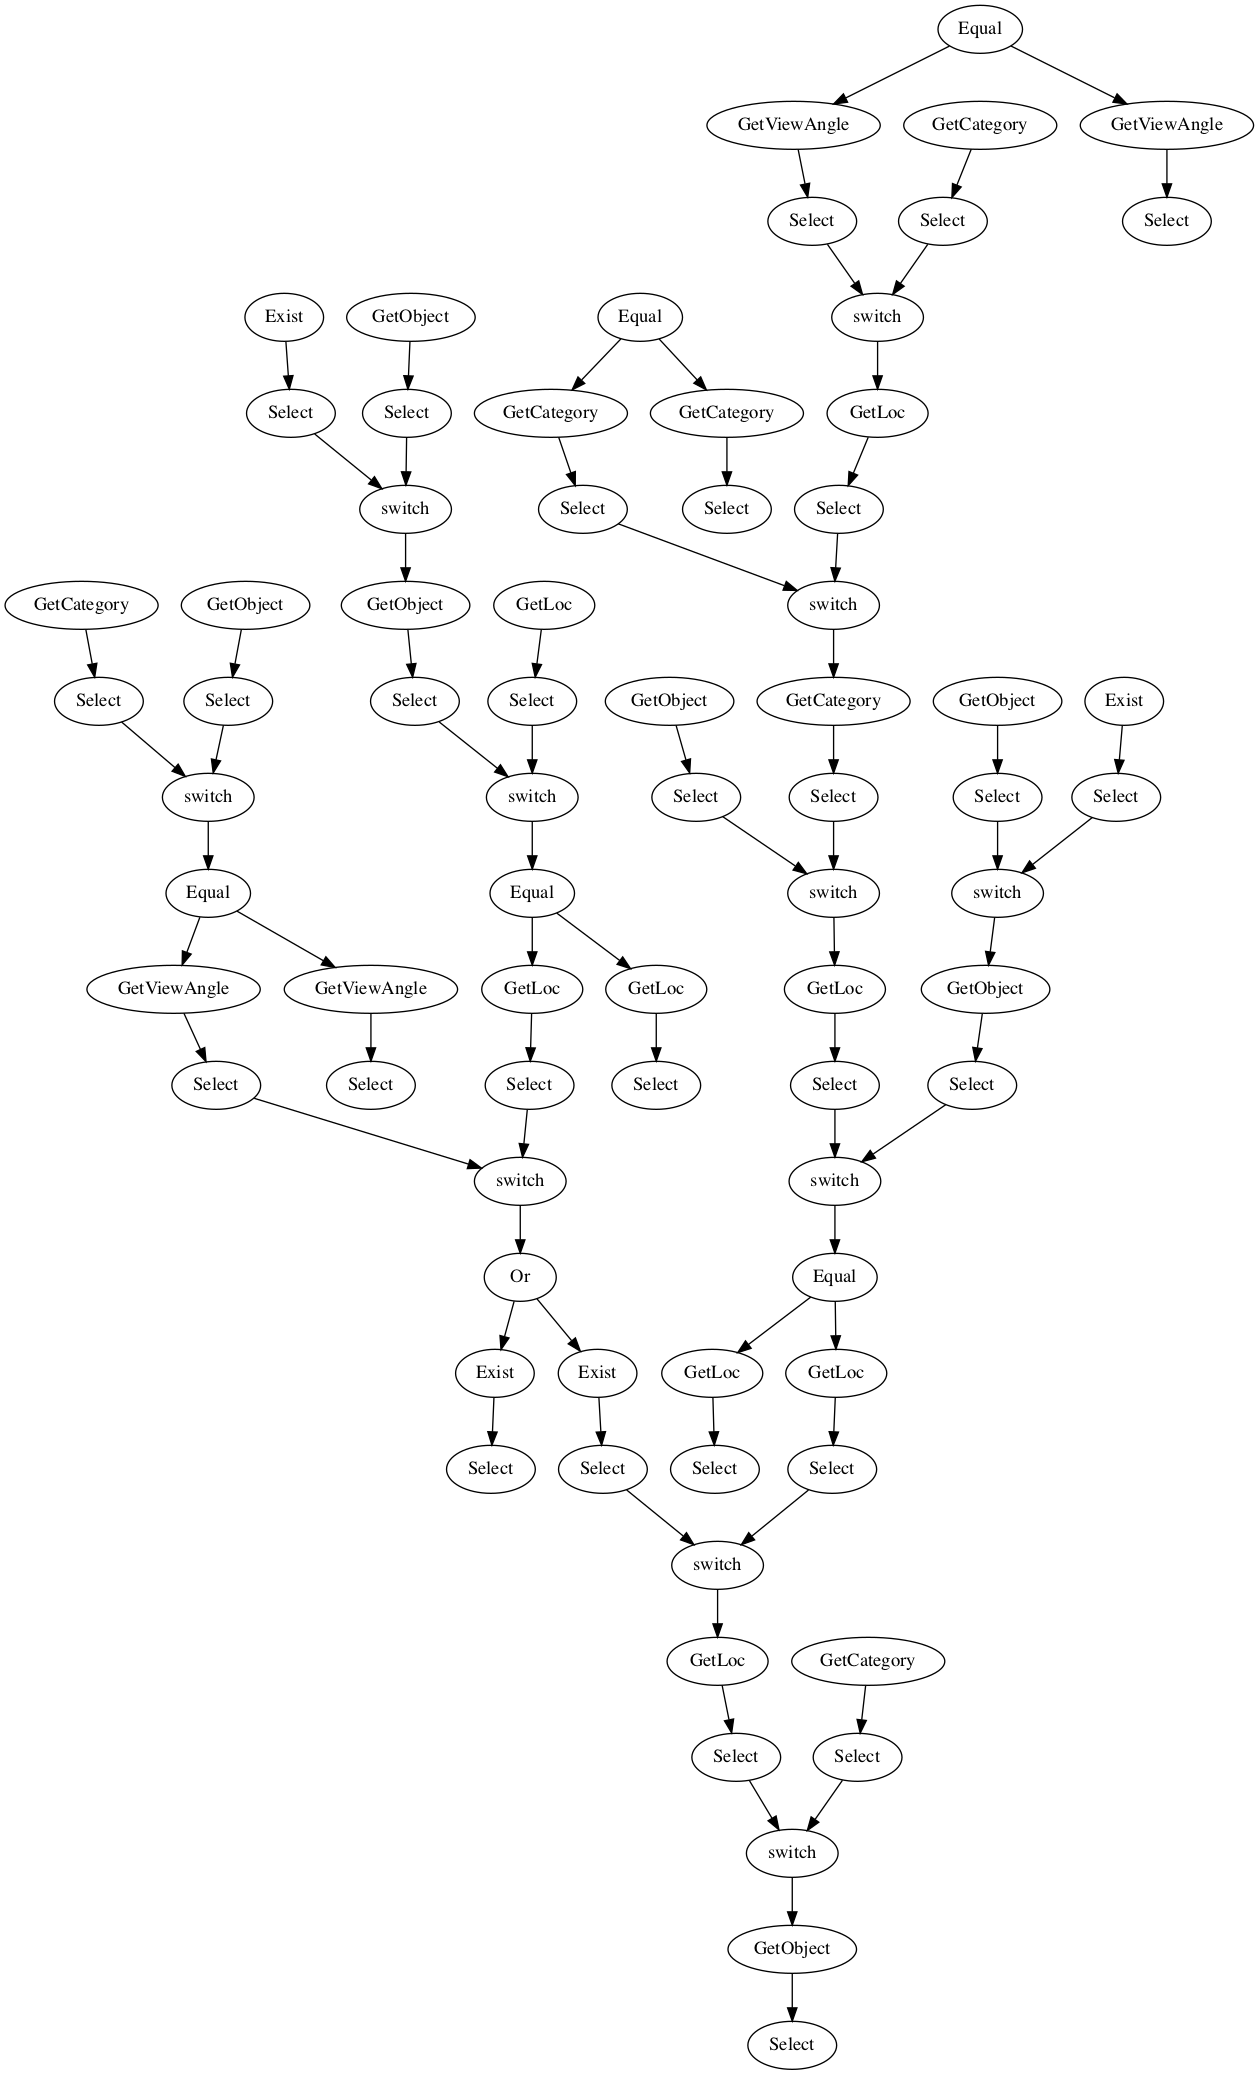 Equal
GetViewAngle GetCategory GetViewAngle
Select Select Select
Exist GetObject Equal switch
Select Select GetCategory GetCategory GetLoc
switch Select Select Select
GetCategory GetObject GetObject GetLoc switch
Select Select Select Select GetObject GetCategory GetObject Exist
switch switch Select Select Select Select
Equal Equal switch switch
GetViewAngle GetViewAngle GetLoc GetLoc GetLoc GetObject
Select Select Select Select Select Select
switch switch
Or Equal
Exist Exist GetLoc GetLoc
Select Select Select Select
switch
GetLoc GetCategory
Select Select
switch
GetObject
Select